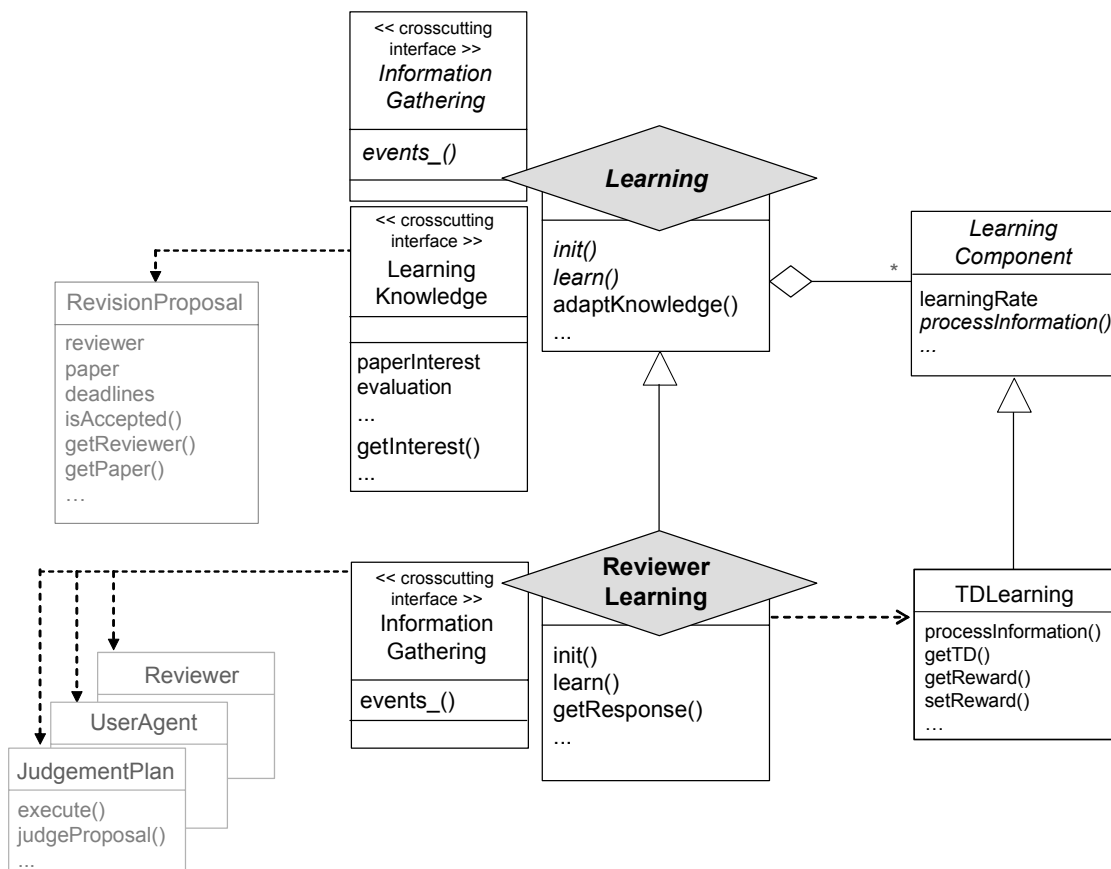 << crosscutting
interface >>
Information
Gathering
events_()
Learning
init()
learn()
adaptKnowledge()
...
*
Learning
Component
learningRate
processInformation()
...
<< crosscutting
interface >>
Learning
Knowledge
paperInterest
evaluation
...
getInterest()
...
RevisionProposal
reviewer
paper
deadlines
isAccepted()
getReviewer()
getPaper()
...
<< crosscutting
interface >>
Information
Gathering
events_()
Reviewer
Learning
init()
learn()
getResponse()
...
TDLearning
processInformation()
getTD()
getReward()
setReward()
...
Reviewer
UserAgent
JudgementPlan
execute()
judgeProposal()
...